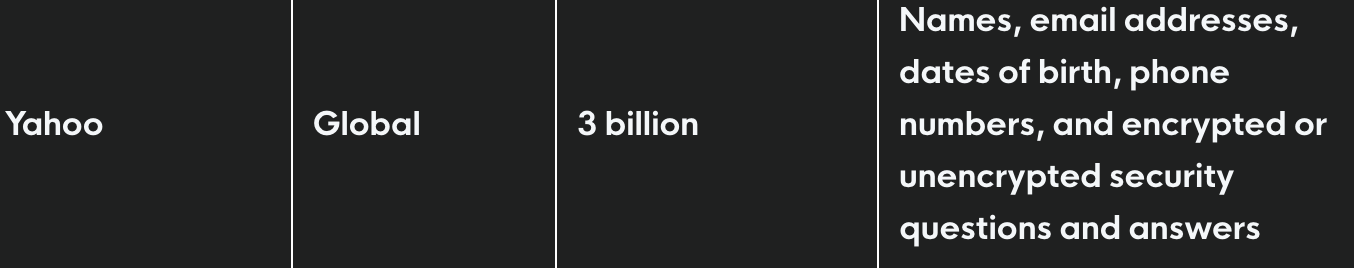 Yahoo
Global
3 billion
Names, email addresses,
dates of birth, phone
numbers, and encrypted or
unencrypted security
questions and answers